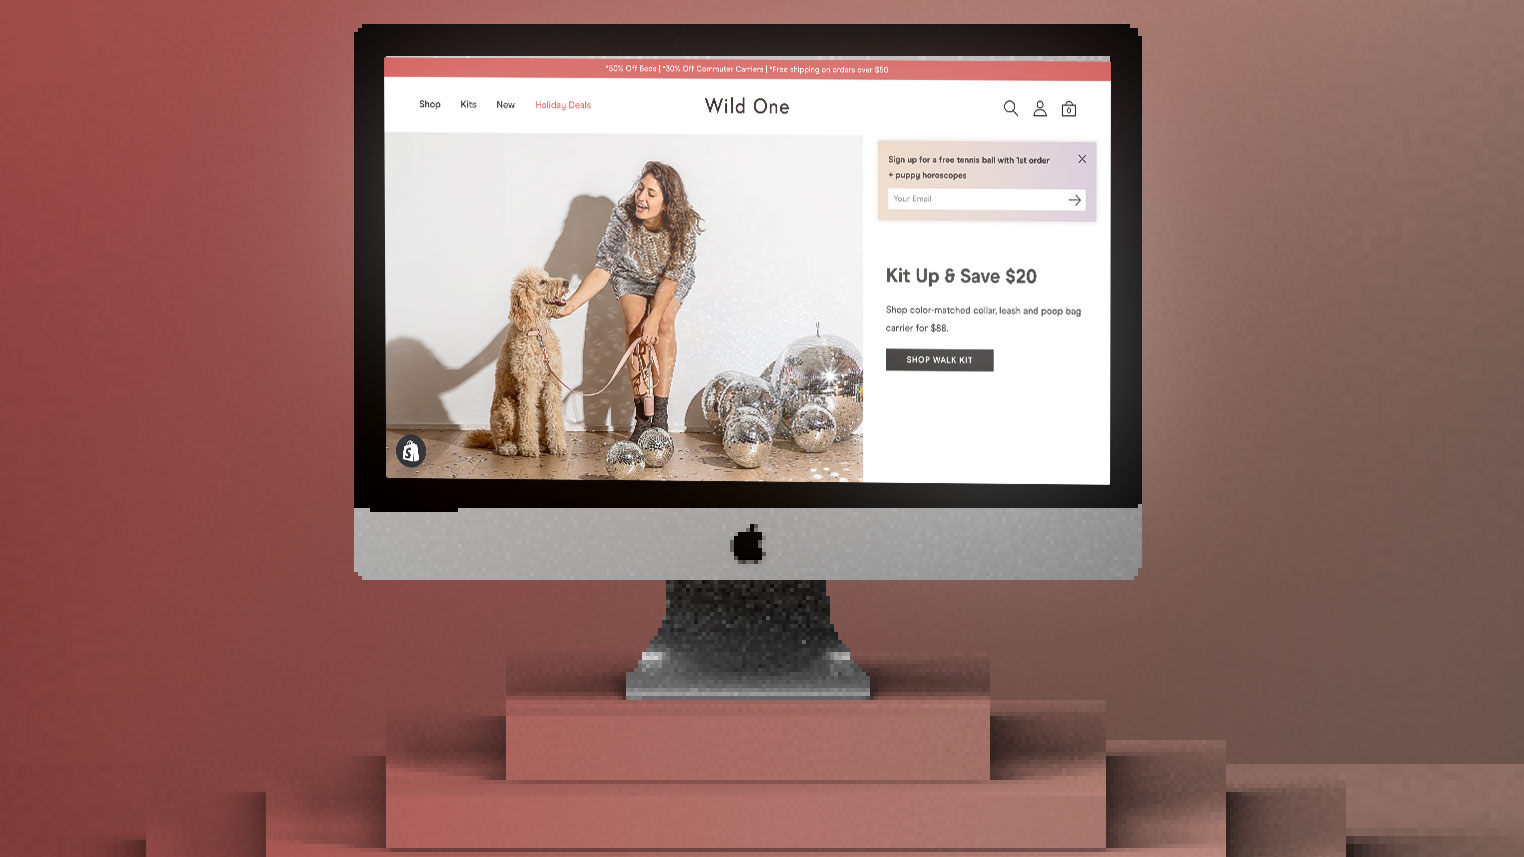 *50% Off Beds | *30% Off Commuter Carriers | *Free shipping on orders over $50
Shop Kits New Holiday Deals
Wild One
0
Sign up for a free tennis ball with 1st order
+ puppy horoscopes
Your Email
Kit Up & Save $20
Shop color-matched collar, leash and poop bag
carrier for $88.
SHOP WALK KIT